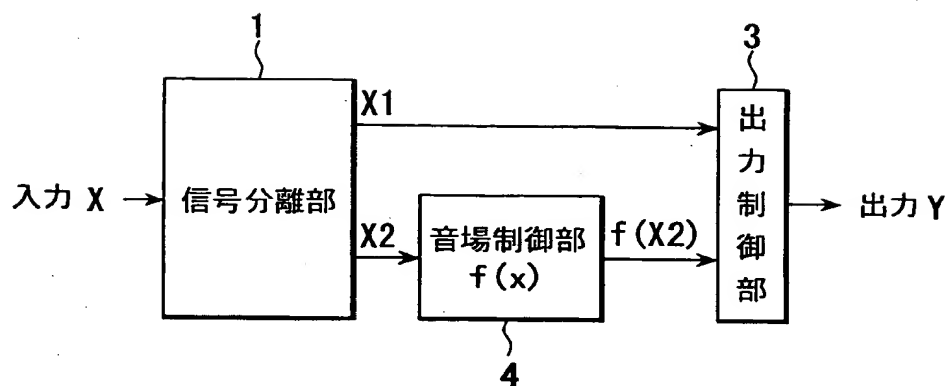 1
3
X1
入力 X
信号分離部
X2
音場制御部
f(x)
f(X2)
出力制御部
出力 Y
4